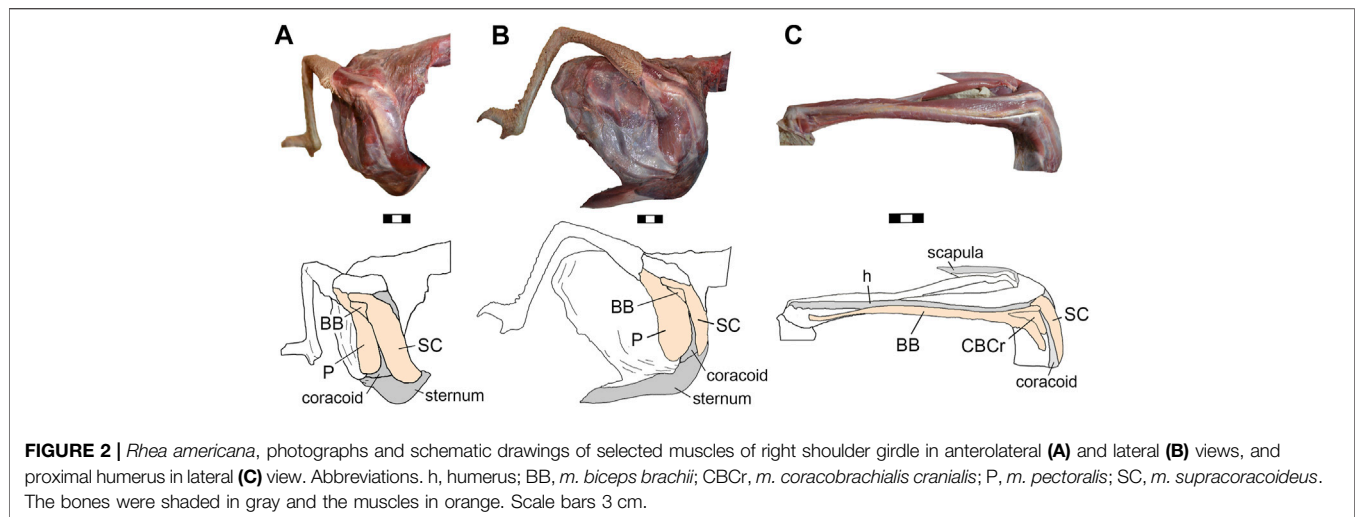 A
B
C
BB
P
SC
coracoid
sternum
BB
P
SC
coracoid
sternum
scapula
h
SC
BB
CBCr
coracoid
FIGURE 2 | Rhea americana, photographs and schematic drawings of selected muscles of right shoulder girdle in anterolateral (A) and lateral (B) views, and
proximal humerus in lateral (C) view. Abbreviations. h, humerus; BB, m. biceps brachii; CBCr, m. coracobrachialis cranialis; P, m. pectoralis; SC, m. supracoracoideus.
The bones were shaded in gray and the muscles in orange. Scale bars 3 cm.